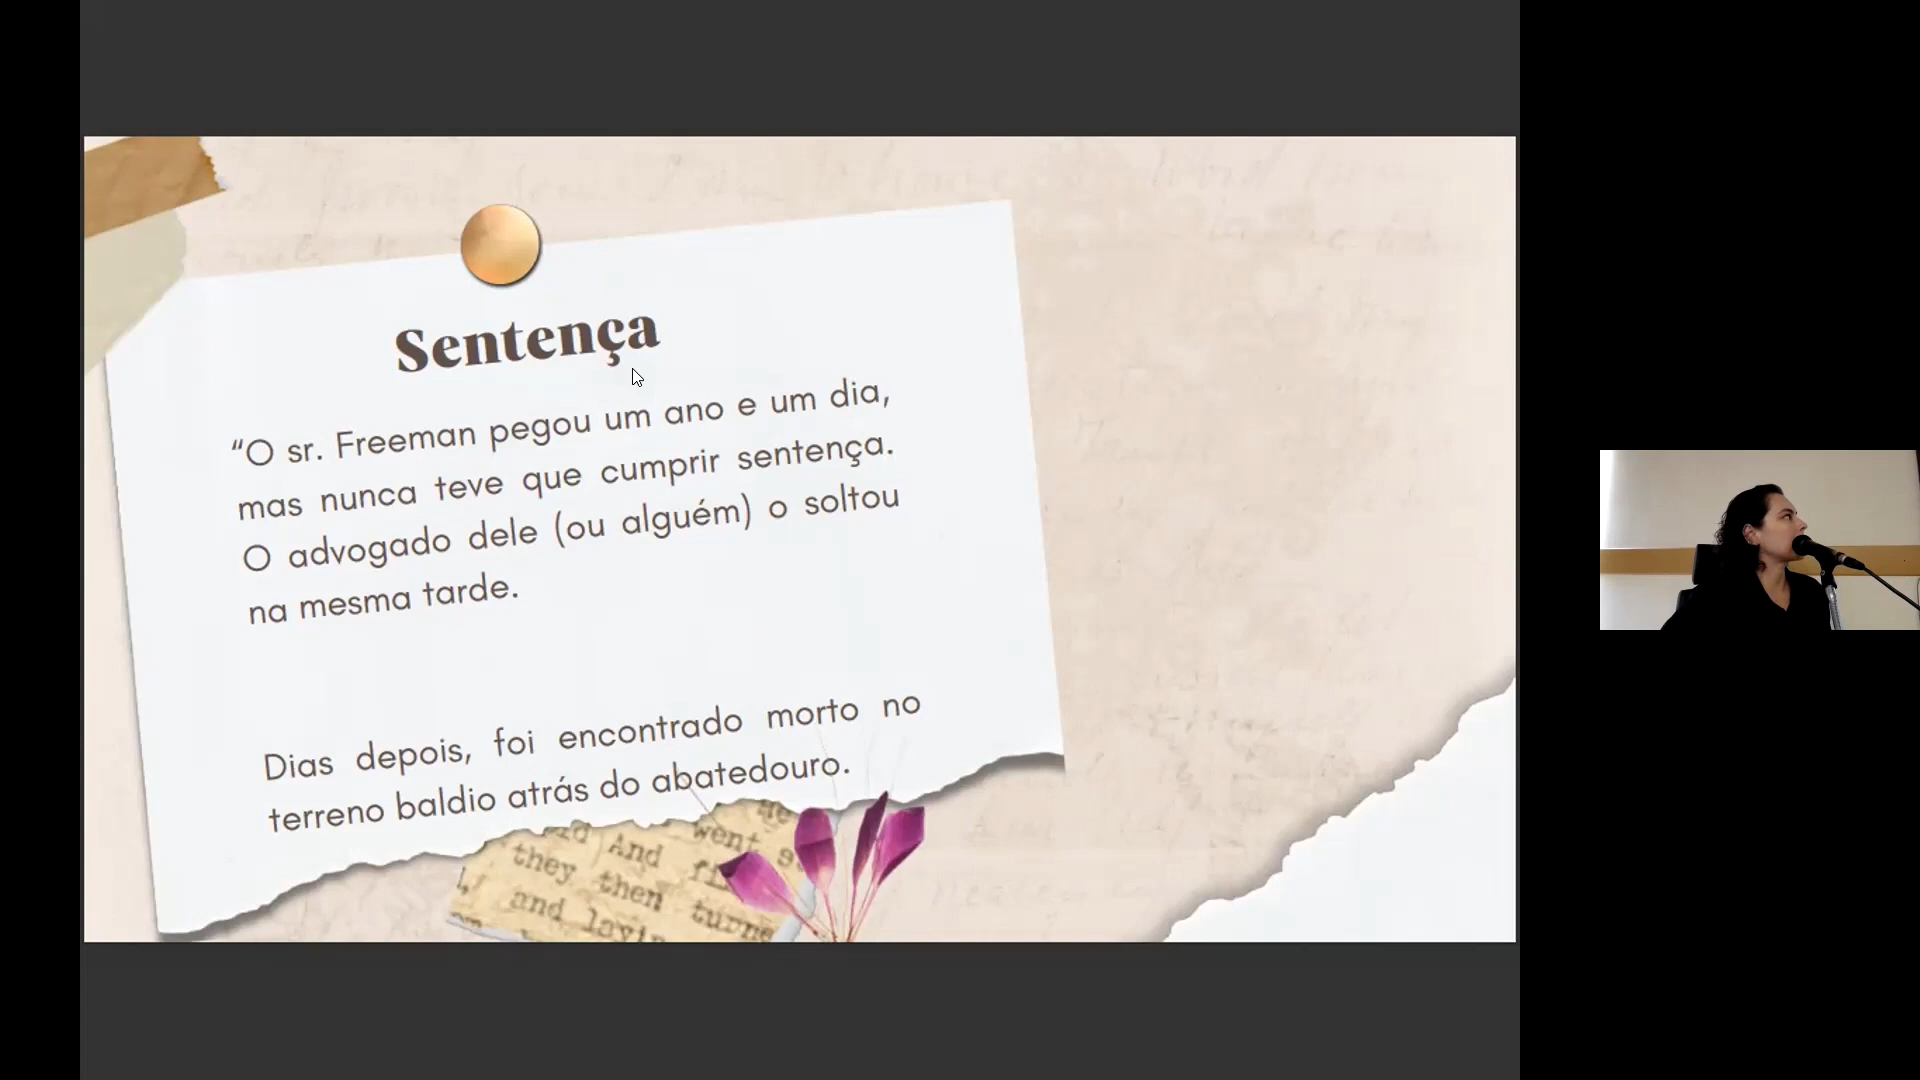 Sentença
“O sr. Freeman pegou um ano e um dia,
mas nunca teve que cumprir sentença.
O advogado dele (ou alguém) o soltou
na mesma tarde.
Dias depois, foi encontrado morto no
terreno baldio atrás do abatedouro.
And went
they then
and turne